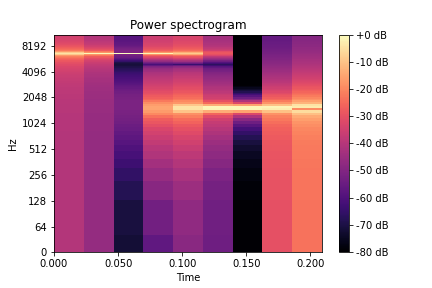 Power spectrogram
8192
4096
2048
1024
512
256
128
64
0
Hz
0.000 0.050 0.100 0.150 0.200
Time
+0 dB
-10 dB
-20 dB
-30 dB
-40 dB
-50 dB
-60 dB
-70 dB
-80 dB